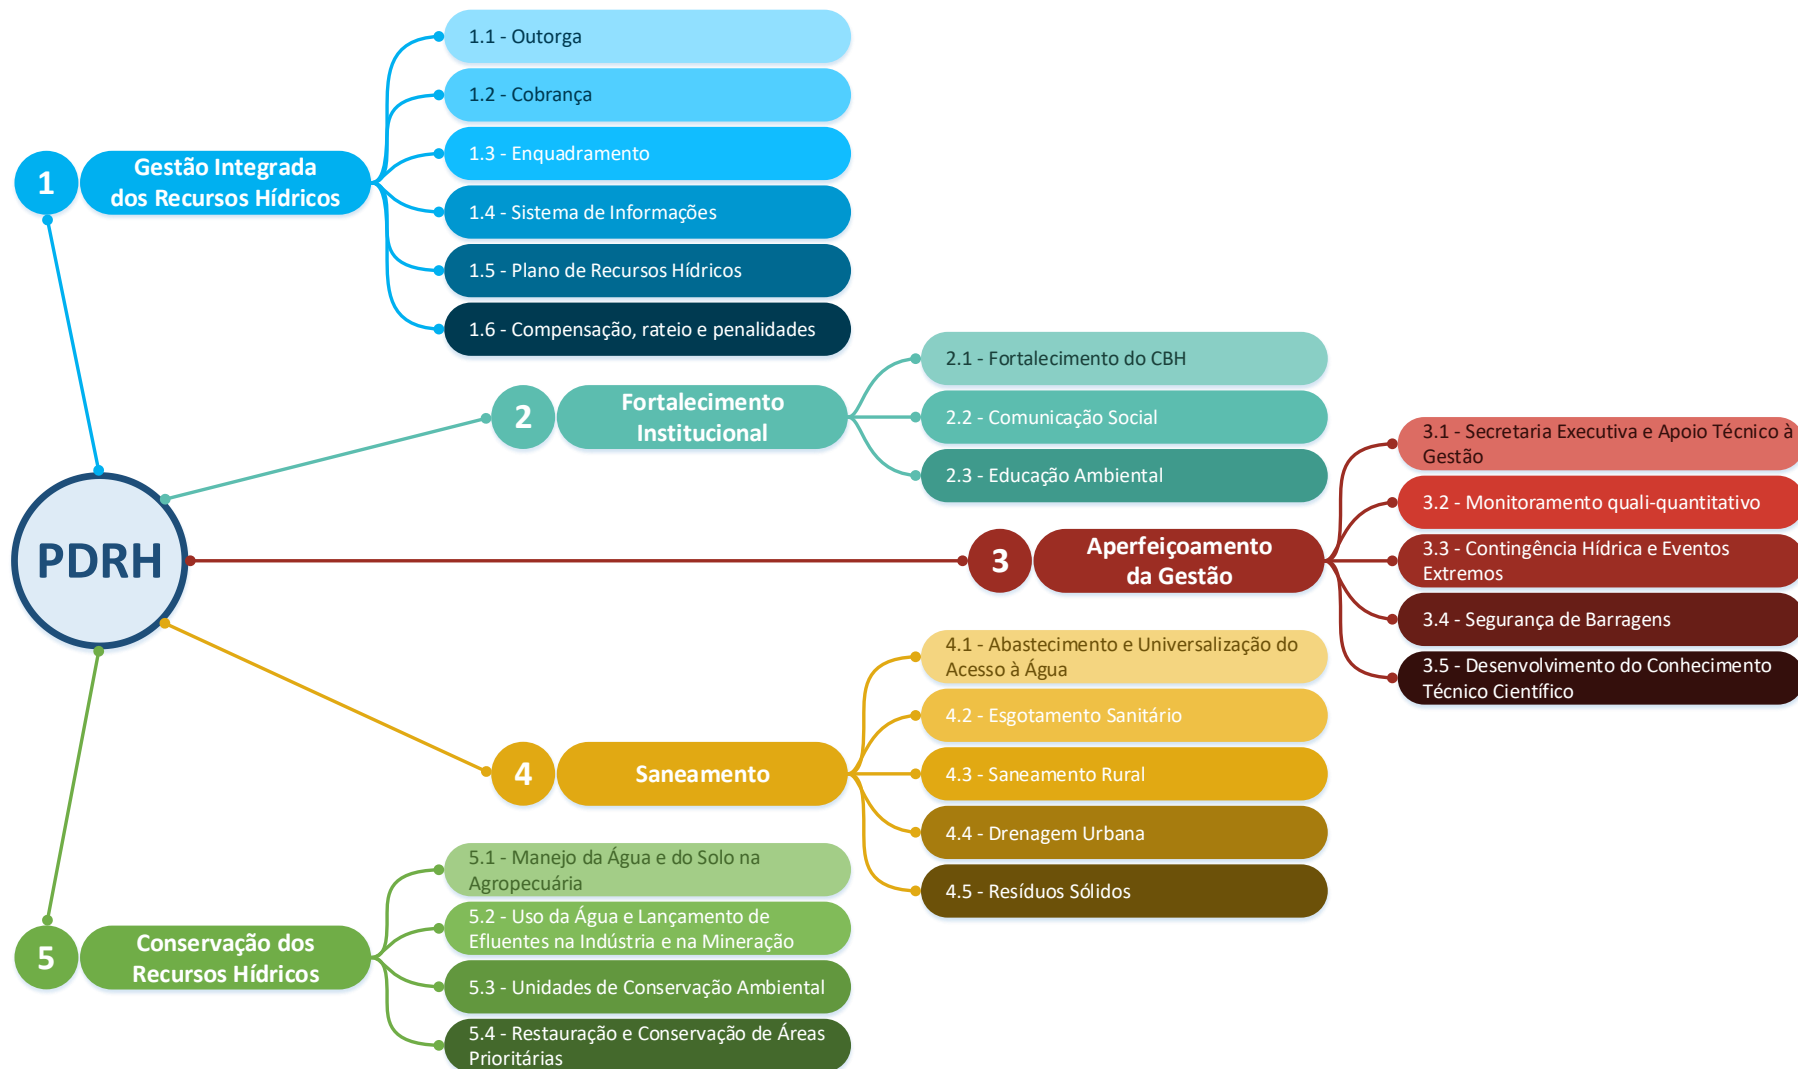 PDRH
1
Gestão Integrada
dos Recursos Hídricos
1.1 - Outorga
1.2 - Cobrança
1.3 - Enquadramento
1.4 - Sistema de Informações
1.5 - Plano de Recursos Hídricos
1.6 - Compensação, rateio e penalidades
2
Fortalecimento
Institucional
2.1 - Fortalecimento do CBH
2.2 - Comunicação Social
2.3 - Educação Ambiental
3
Aperfeiçoamento
da Gestão
3.1 - Secretaria Executiva e Apoio Técnico à
Gestão
3.2 - Monitoramento quali-quantitativo
3.3 - Contingência Hídrica e Eventos
Extremos
3.4 - Segurança de Barragens
3.5 - Desenvolvimento do Conhecimento
Técnico Científico
4
Saneamento
4.1 - Abastecimento e Universalização do
Acesso à Água
4.2 - Esgotamento Sanitário
4.3 - Saneamento Rural
4.4 - Drenagem Urbana
4.5 - Resíduos Sólidos
5
Conservação dos
Recursos Hídricos
5.1 - Manejo da Água e do Solo na
Agropecuária
5.2 - Uso da Água e Lançamento de
Efluentes na Indústria e na Mineração
5.3 - Unidades de Conservação Ambiental
5.4 - Restauração e Conservação de Áreas
Prioritárias